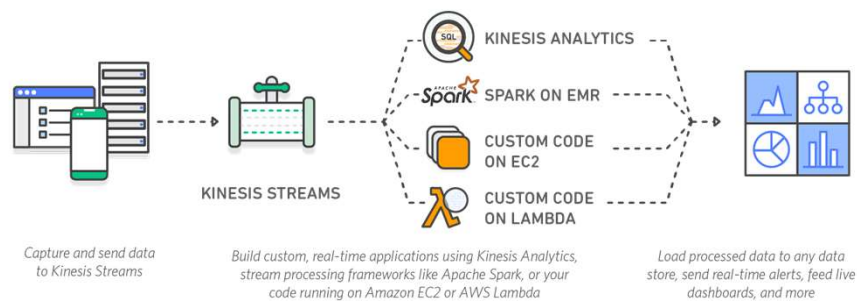 SQL
KINESIS ANALYTICS
APACHE
Spark
SPARK ON EMR
CUSTOM CODE
ON EC2
KINESIS STREAMS
CUSTOM CODE
ON LAMBDA
Capture and send data
to Kinesis Streams
Build custom, real-time applications using Kinesis Analytics,
stream processing frameworks like Apache Spark, or your
code running on Amazon EC2 or AWS Lambda
Load processed data to any data
store, send real-time alerts, feed live
dashboards, and more